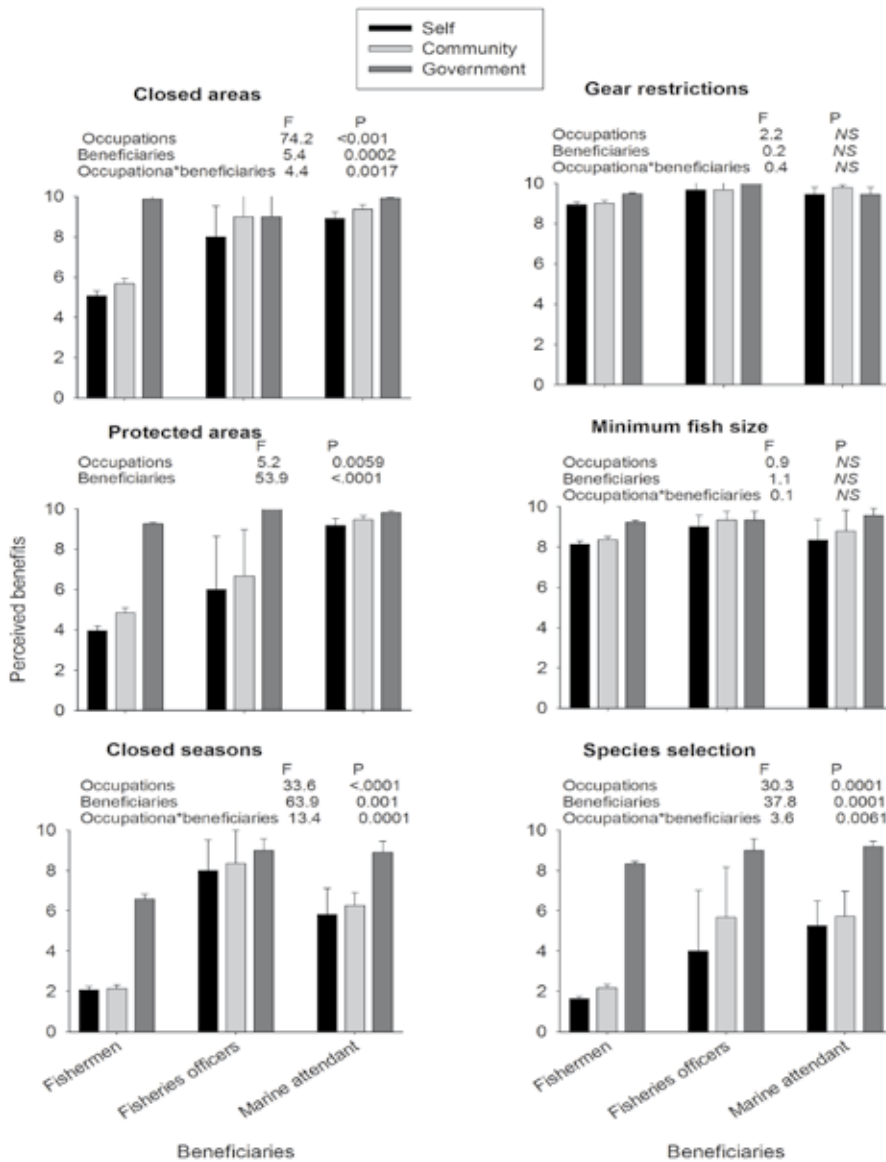 Self
Community
Government
Closed areas
F P
Occupations 74.2 <0.001
Beneficiaries 5.4 0.0002
Occupationa*beneficiaries 4.4 0.0017
10
8
6
4
2
0
Gear restrictions
F P
Occupations 2.2 NS
Beneficiaries 0.2 NS
Occupationa*beneficiaries 0.4 NS
10
8
6
4
2
0
Protected areas
F P
Occupations 5.2 0.0059
Beneficiaries 53.9 <.0001
10
8
6
4
2
0
Minimum fish size
F P
Occupations 0.9 NS
Beneficiaries 1.1 NS
Occupationa*beneficiaries 0.1 NS
10
8
6
4
2
0
Perceived benefits
Closed seasons
F P
Occupations 33.6 <.0001
Beneficiaries 63.9 0.001
Occupationa*beneficiaries 13.4 0.0001
10
8
6
4
2
0
Fishermen
Fisheries officers
Marine attendant
Beneficiaries
Species selection
F P
Occupations 30.3 0.0001
Beneficiaries 37.8 0.0001
Occupationa*beneficiaries 3.6 0.0061
10
8
6
4
2
0
Fishermen
Fisheries officers
Marine attendant
Beneficiaries